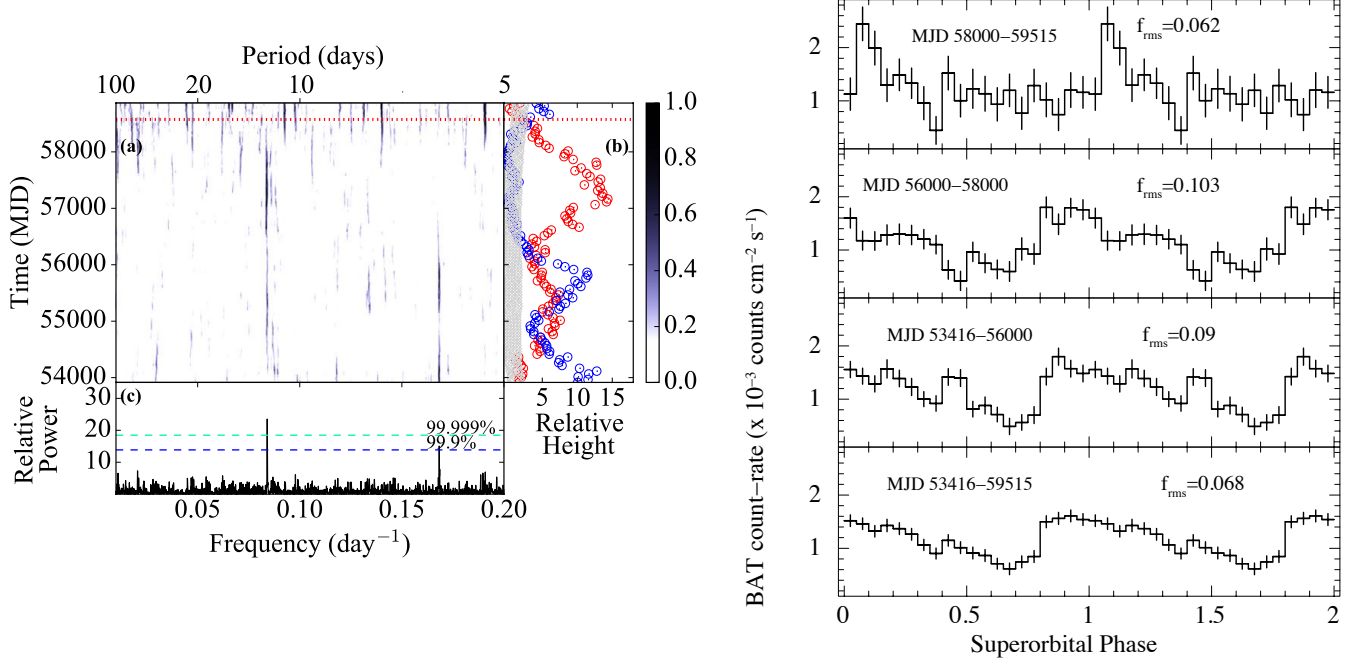 Period (days)
100 20 10 5
(a) (b)
58000
57000
56000
55000
54000
Time (MJD)
1.0
0.8
0.6
0.4
0.2
0.0
5 10 15
Relative
Height
(c)
30
20
10
Relative
Power
99.999%
99.9%
0.05 0.10 0.15 0.20
Frequency (day−1)
MJD 58000−59515 frms=0.062
2
1
MJD 56000−58000 frms=0.103
2
1
MJD 53416−56000 frms=0.09
2
1
MJD 53416−59515 frms=0.068
2
1
BAT count−rate (x 10−3 counts cm−2 s−1)
0 0.5 1 1.5 2
Superorbital Phase